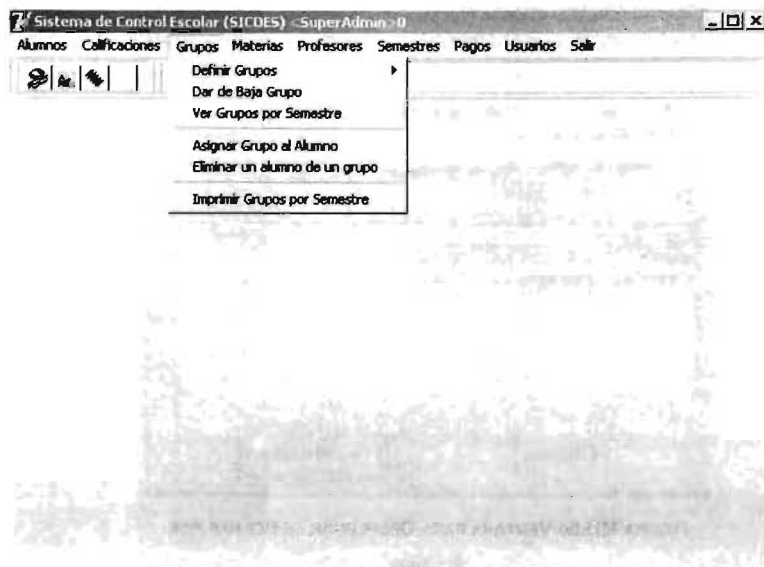 Sistema de Control Escolar (SICDES) <SuperAdmin>0
Alumnos Calificaciones Grupos Materias Profesores Semestres Pagos Usuarios Salir
Definir Grupos
Dar de Baja Grupo
Ver Grupos por Semestre
Asignar Grupo al Alumno
Eliminar un alumno de un grupo
Imprimir Grupos por Semestre